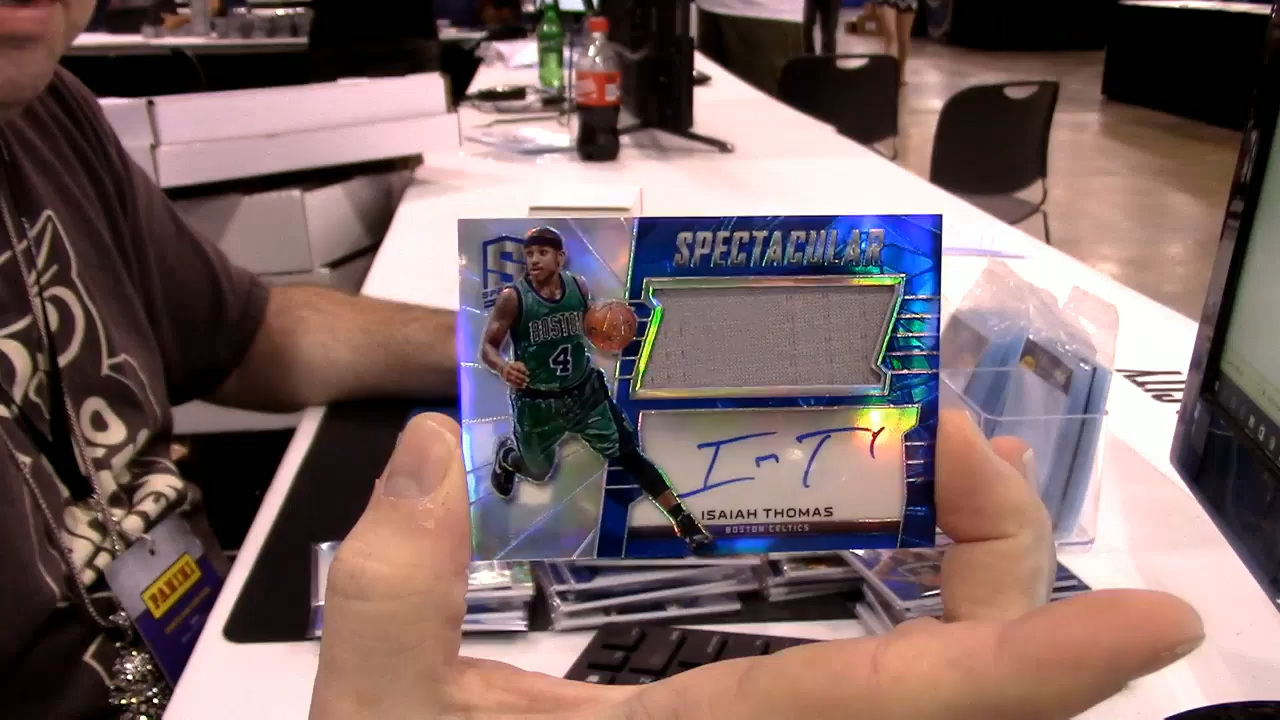 SPECTACULAR
S
BOSTON
4
ISAIAH THOMAS
BOSTON CELTICS
PANINI